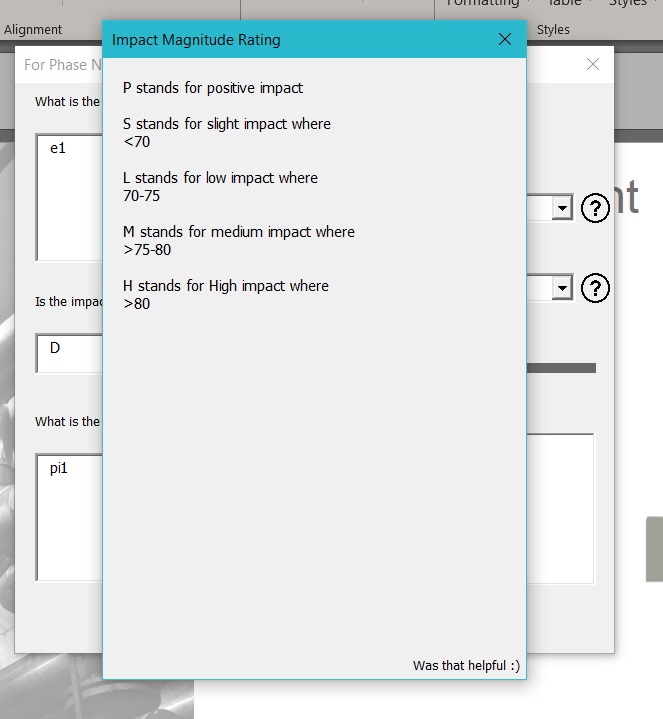 Formatting Table Styles
Alignment
Styles
Impact Magnitude Rating
For Phase N
P stands for positive impact
What is the
S stands for slight impact where
<70
e1
L stands for low impact where
70-75
M stands for medium impact where
>75-80
H stands for High impact where
>80
Is the impac
D
What is the
pi1
Was that helpful :)
nt
?
?